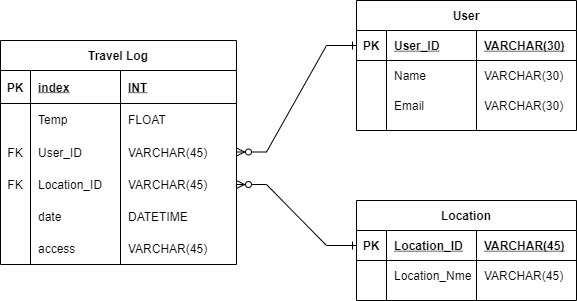 Travel Log
PK index INT
Temp FLOAT
FK User_ID VARCHAR(45)
FK Location_ID VARCHAR(45)
date DATETIME
access VARCHAR(45)
User
PK User_ID VARCHAR(30)
Name VARCHAR(30)
Email VARCHAR(30)
Location
PK Location_ID VARCHAR(45)
Location_Nme VARCHAR(45)